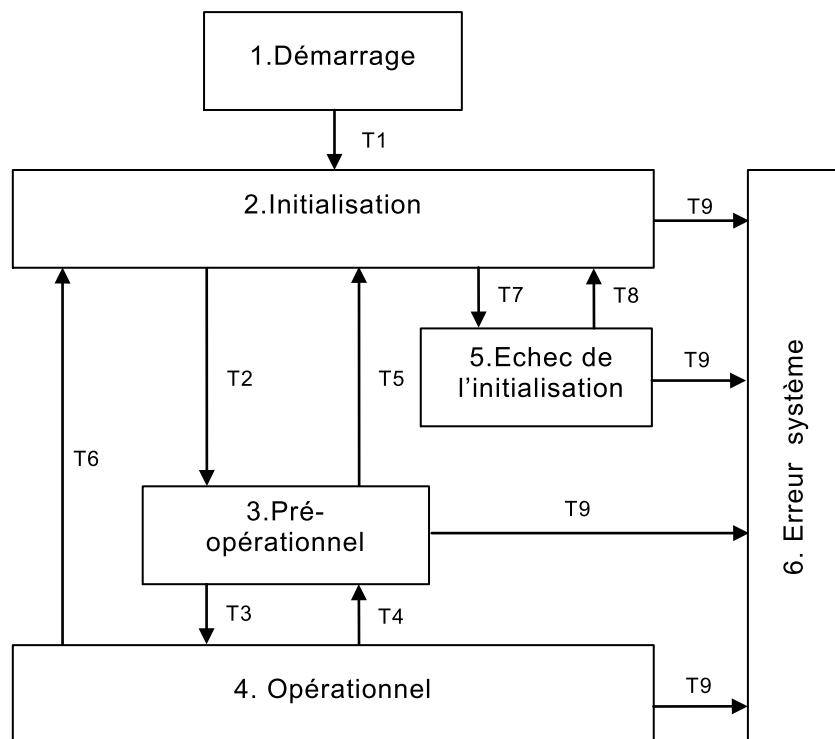 1.Démarrage
T1
2.Initialisation
T9
T7
T8
5.Echec de
l'initialisation
T9
T2
T5
T6
3.Pré-
opérationnel
T9
T3
T4
4. Opérationnel
T9
6. Erreur système